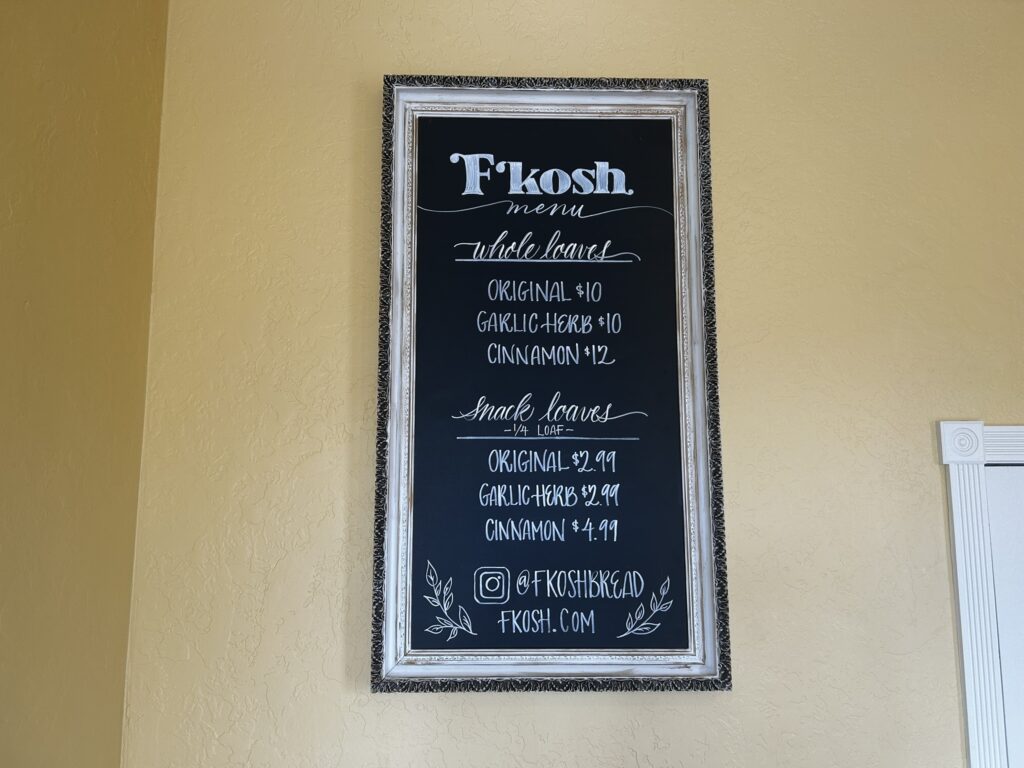 Fkosh
menu
whole loaves
ORIGINAL $10
GARLIC HERB $10
CINNAMON $12
snack loaves
-1/4 LOAF-
ORIGINAL $2.99
GARLIC HERB $2.99
CINNAMON $4.99
@FKOSHBREAD
FKOSH.COM